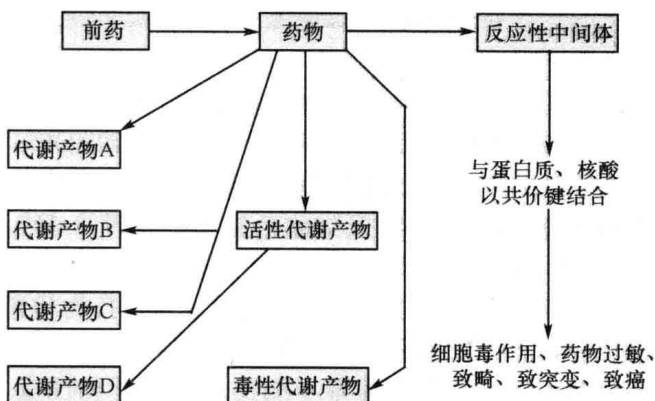 前药
药物
反应性中间体
代谢产物A
与蛋白质、核酸
以共价键结合
代谢产物B
活性代谢产物
代谢产物C
细胞毒作用、药物过敏、
致畸、致突变、致癌
代谢产物D
毒性代谢产物